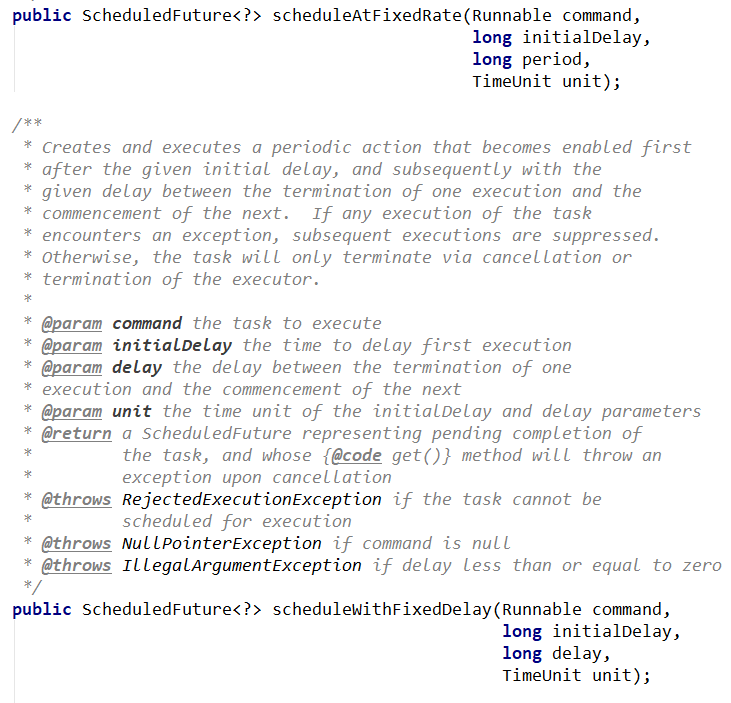 public ScheduledFuture<?> scheduleAtFixedRate(Runnable command,
                                              long initialDelay,
                                              long period,
                                              TimeUnit unit);

/**
 * Creates and executes a periodic action that becomes enabled first
 * after the given initial delay, and subsequently with the
 * given delay between the termination of one execution and the
 * commencement of the next.  If any execution of the task
 * encounters an exception, subsequent executions are suppressed.
 * Otherwise, the task will only terminate via cancellation or
 * termination of the executor.
 *
 * @param command the task to execute
 * @param initialDelay the time to delay first execution
 * @param delay the delay between the termination of one
 * execution and the commencement of the next
 * @param unit the time unit of the initialDelay and delay parameters
 * @return a ScheduledFuture representing pending completion of
 *         the task, and whose {@code get()} method will throw an
 *         exception upon cancellation
 * @throws RejectedExecutionException if the task cannot be
 *         scheduled for execution
 * @throws NullPointerException if command is null
 * @throws IllegalArgumentException if delay less than or equal to zero
 */
public ScheduledFuture<?> scheduleWithFixedDelay(Runnable command,
                                                 long initialDelay,
                                                 long delay,
                                                 TimeUnit unit);